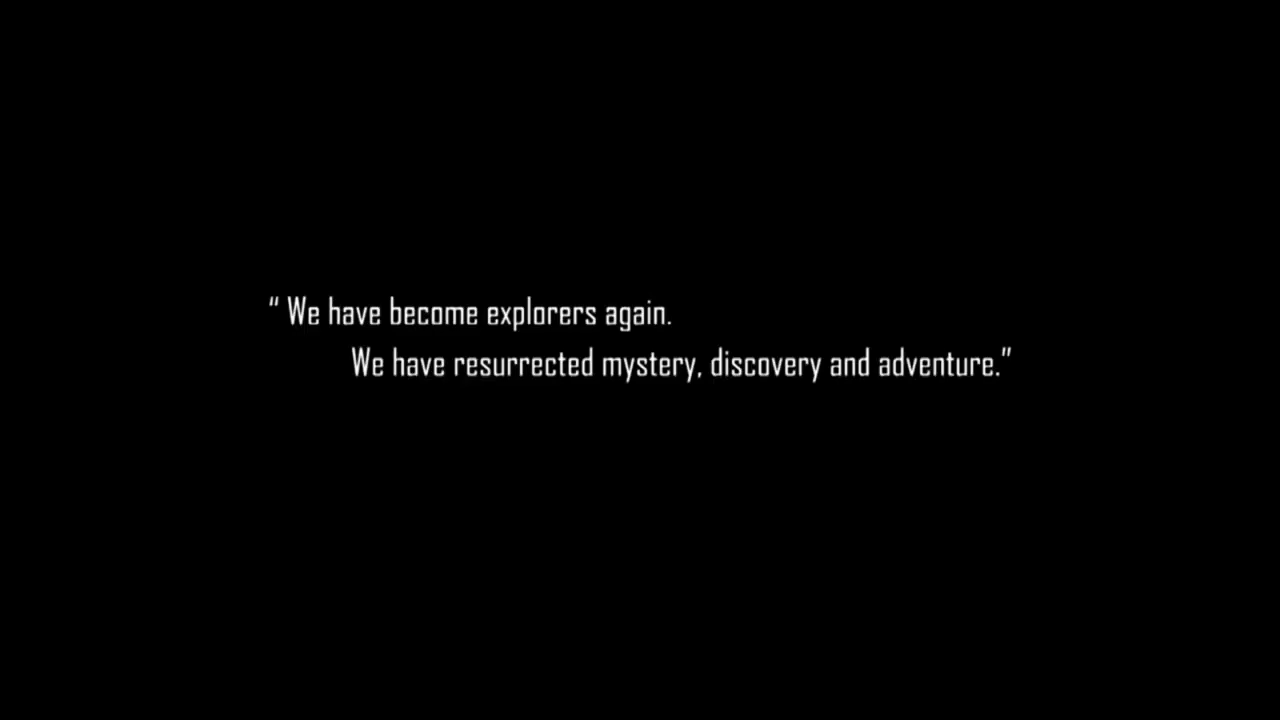 “ We have become explorers again.
We have resurrected mystery, discovery and adventure.”